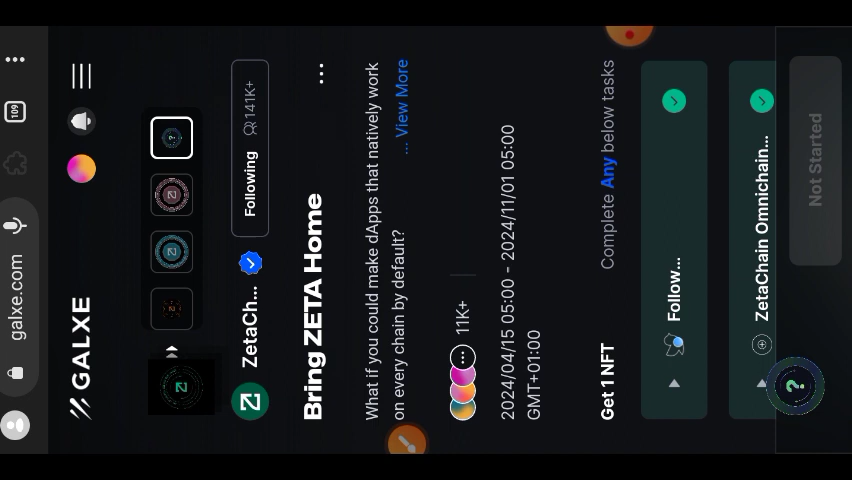 109
galxe.com
GALXE
ZetaCh...
Following
141K+
Bring ZETA Home
What if you could make dApps that natively work
on every chain by default?
... View More
11K+
2024/04/15 05:00 - 2024/11/01 05:00
GMT+01:00
Get 1 NFT
Complete Any below tasks
Follow...
ZetaChain Omnichain...
Not Started